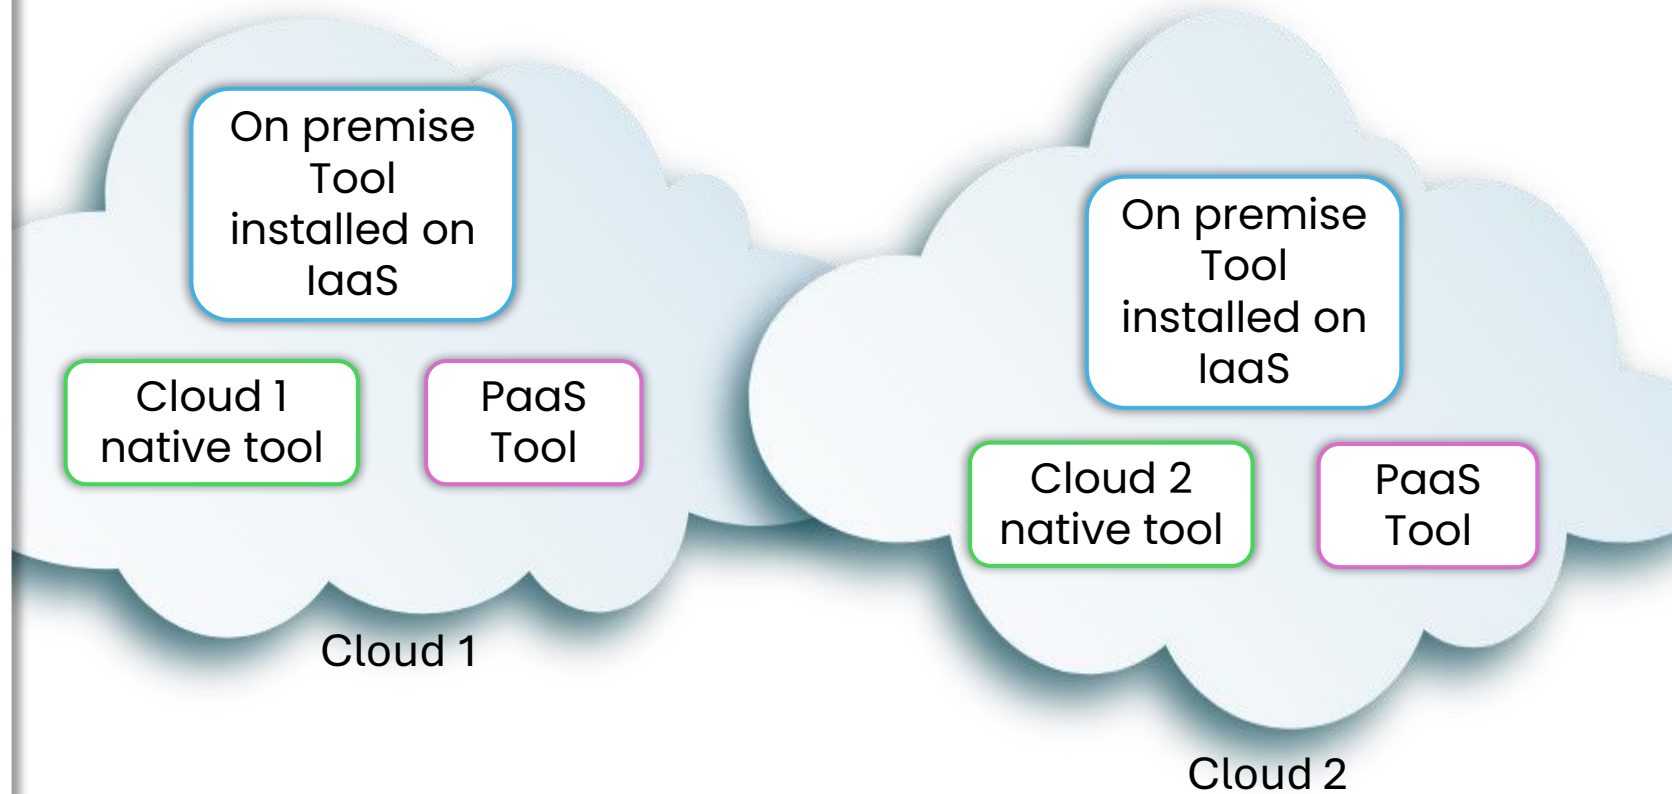 On premise
Tool
installed on
IaaS
Cloud 1
native tool
PaaS
Tool
Cloud 1
On premise
Tool
installed on
IaaS
Cloud 2
native tool
PaaS
Tool
Cloud 2